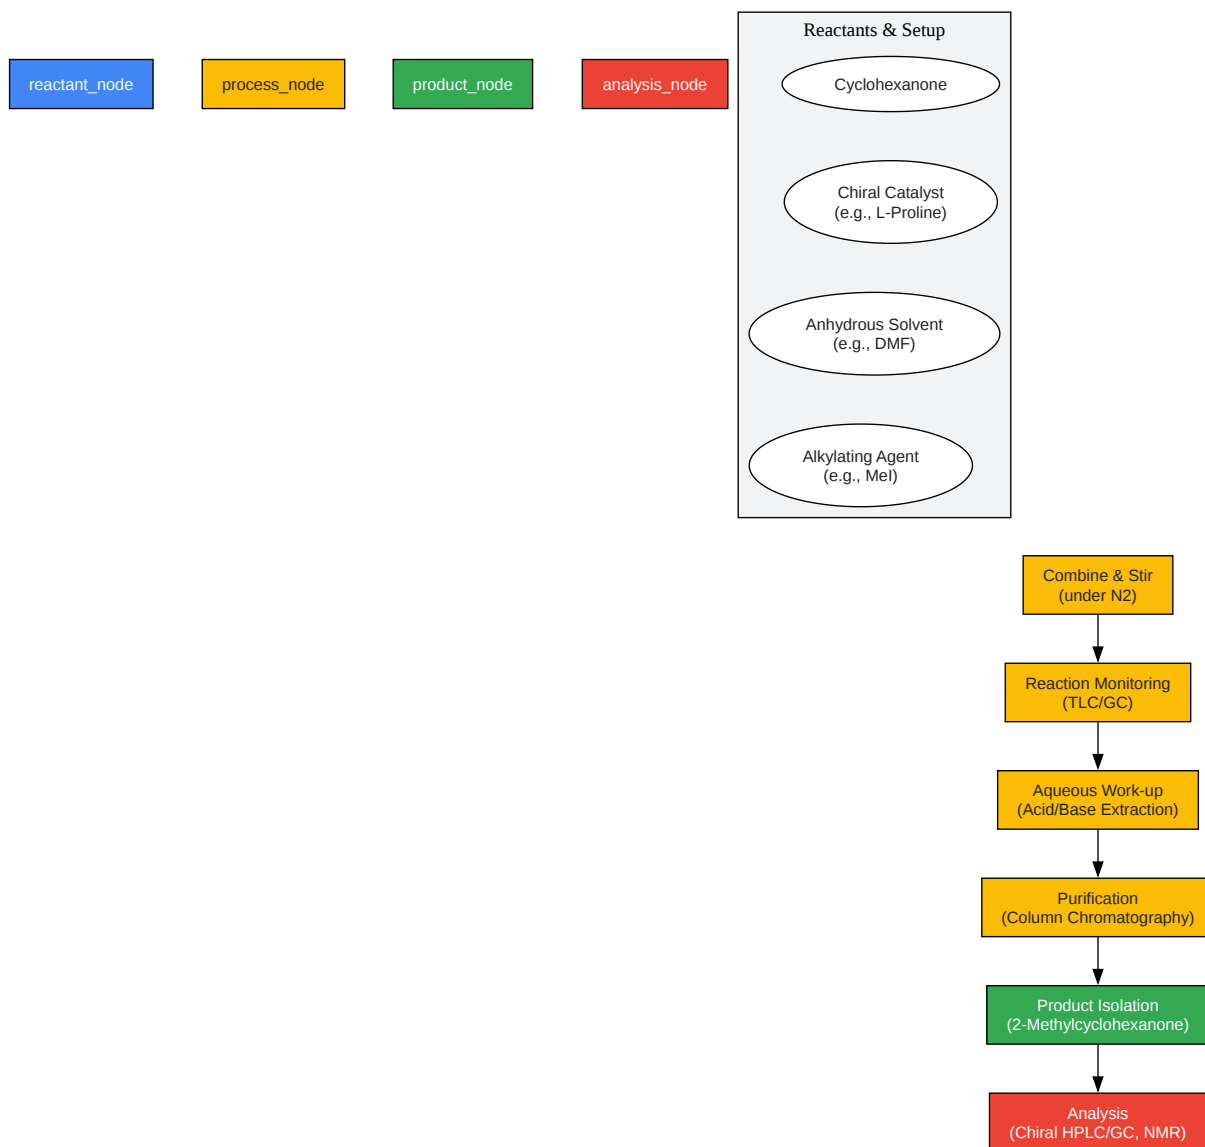 reactant_node
process_node
product_node
analysis_node
Reactants & Setup
Cyclohexanone
Chiral Catalyst
(e.g., L-Proline)
Anhydrous Solvent
(e.g., DMF)
Alkylating Agent
(e.g., MeI)
Combine & Stir
(under N2)
Reaction Monitoring
(TLC/GC)
Aqueous Work-up
(Acid/Base Extraction)
Purification
(Column Chromatography)
Product Isolation
(2-Methylcyclohexanone)
Analysis
(Chiral HPLC/GC, NMR)